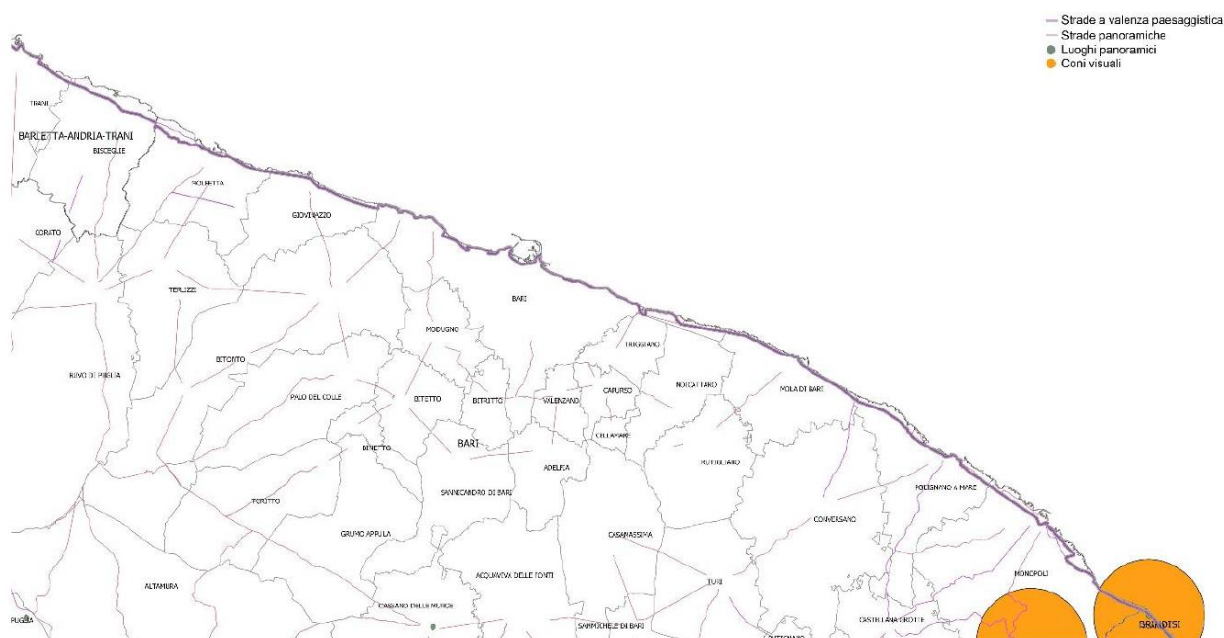 Strade a valenza paesaggistica
Strade panoramiche
Luoghi panoramici
Coni visuali
TRANI
BARLETTA-ANDRIA-TRANI
BISCEGLIE
MOLFETTA
GIOVINAZZO
CORATO
TERLIZZI
BARI
MODUGNO
TRIGGIANO
BITONTO
RUVO DI PUGLIA
NOICATTARO
MOLA DI BARI
CAPURSO
PALO DEL COLLE
BITETTO
BITRITTO
VALENZANO
CELLAMARE
BARI
BINETTO
RUTIGLIANO
ADELFIA
POLIGNANO A MARE
SANNICANDRO DI BARI
TORITTO
CONVERSANO
GRUMO APPULA
CASAMASSIMA
ACQUAVIVA DELLE FONTI
MONOPOLI
TURI
ALTAMURA
CASSANO DELLE MURGE
CASTELLANA GROTTE
PUGLIA
SAMMICHELE DI BARI
BRINDISI
PUTIGNANO